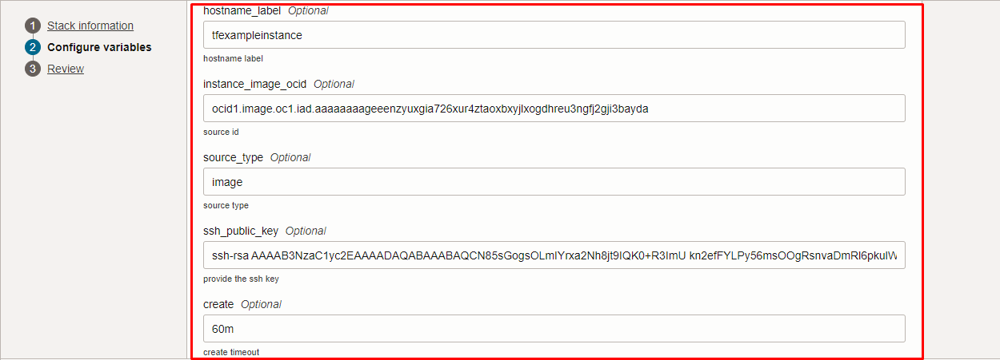 1 Stack information
2 Configure variables
3 Review
hostname_label Optional
tfexampleinstance
hostname label
instance_image_ocid Optional
ocid1.image.oc1.iad.aaaaaaaageeenzyuxgia726xur4ztaoxbxyjlxogdhreu3ngfj2gji3bayda
source id
source_type Optional
image
source type
ssh_public_key Optional
ssh-rsa AAAAB3NzaC1yc2EAAAADAQABAAABAQCN85sGogsOLmlYrxa2Nh8jt9IQK0+R3ImU kn2efFYLPy56msOOgRsnvaDmRl6pkulW
provide the ssh key
create Optional
60m
create timeout